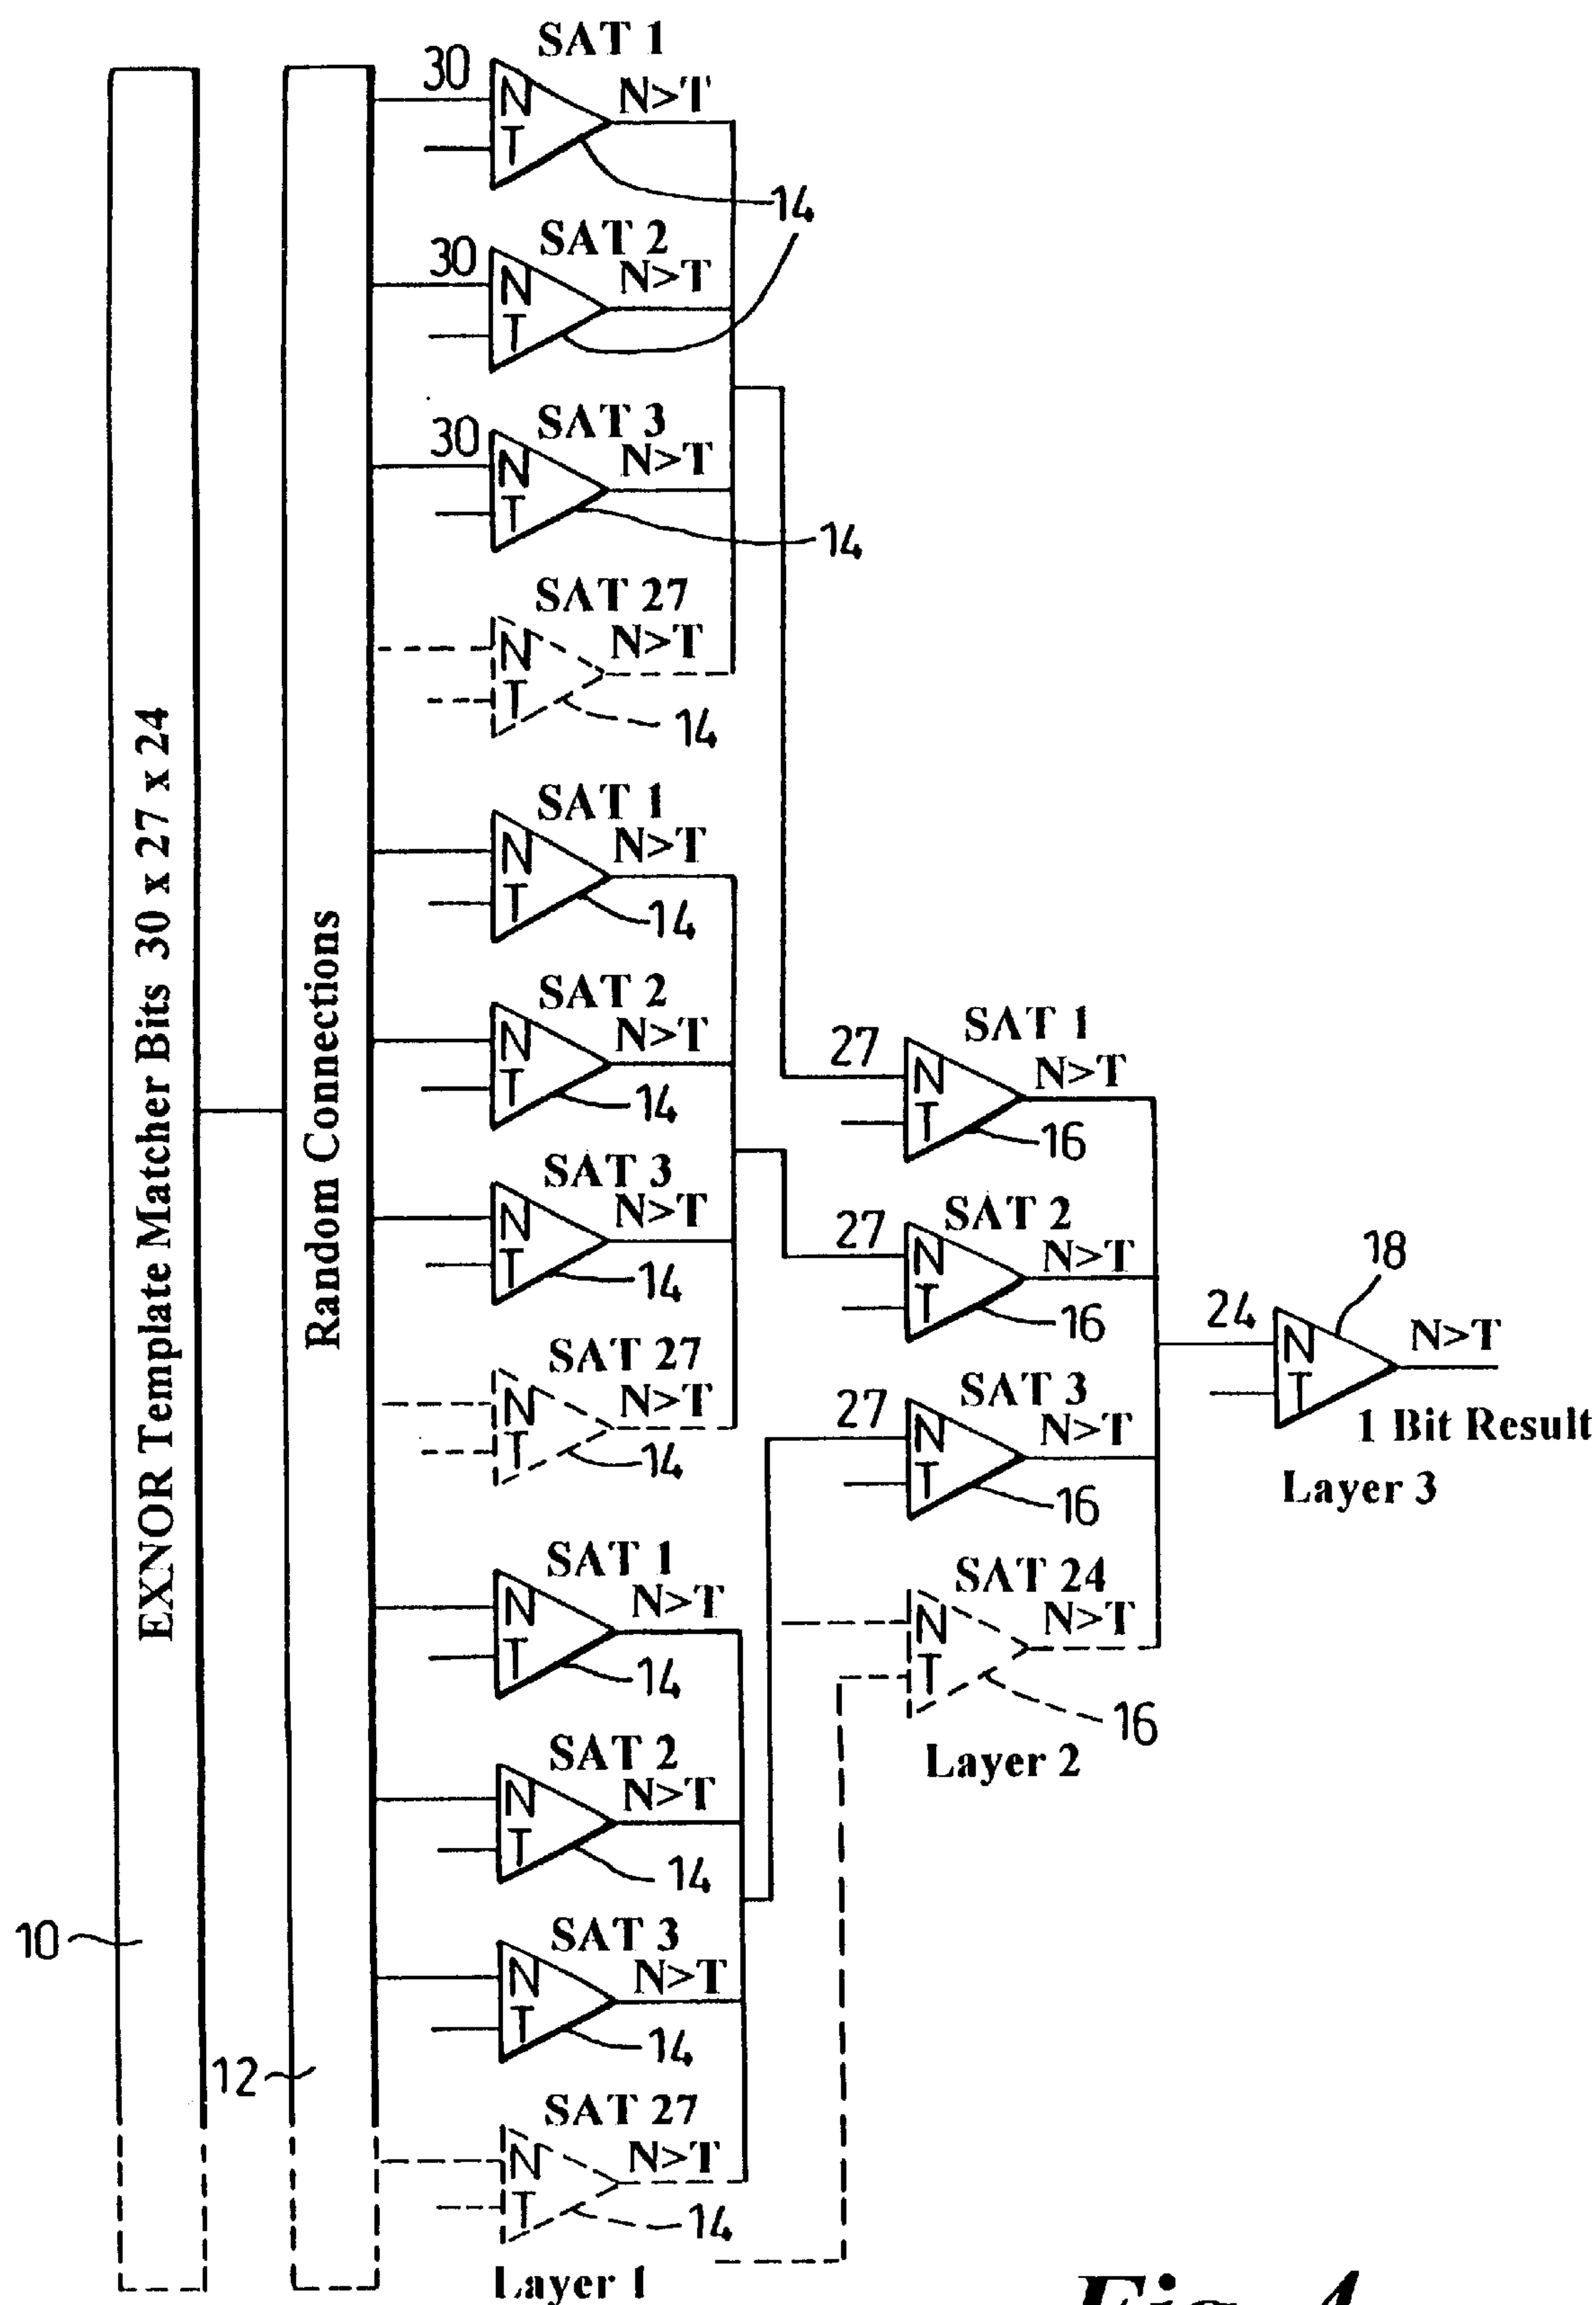 EXNOR Template Matcher Bits 30 x 27 x 24
10
Random Connections
12
SAT 1
30
N
T
N>T
14
SAT 2
30
N
T
N>T
SAT 3
30
N
T
N>T
14
SAT 27
N
T
N>T
14
SAT 1
N
T
N>T
14
SAT 2
N
T
N>T
14
SAT 3
N
T
N>T
14
SAT 27
N
T
N>T
14
SAT 1
N
T
N>T
14
SAT 2
N
T
N>T
14
SAT 3
N
T
N>T
14
SAT 27
N
T
N>T
14
Layer 1
SAT 1
27
N
T
N>T
16
SAT 2
27
N
T
N>T
16
SAT 3
27
N
T
N>T
16
SAT 24
N
T
N>T
16
Layer 2
18
24
N
T
N>T
1 Bit Result
Layer 3